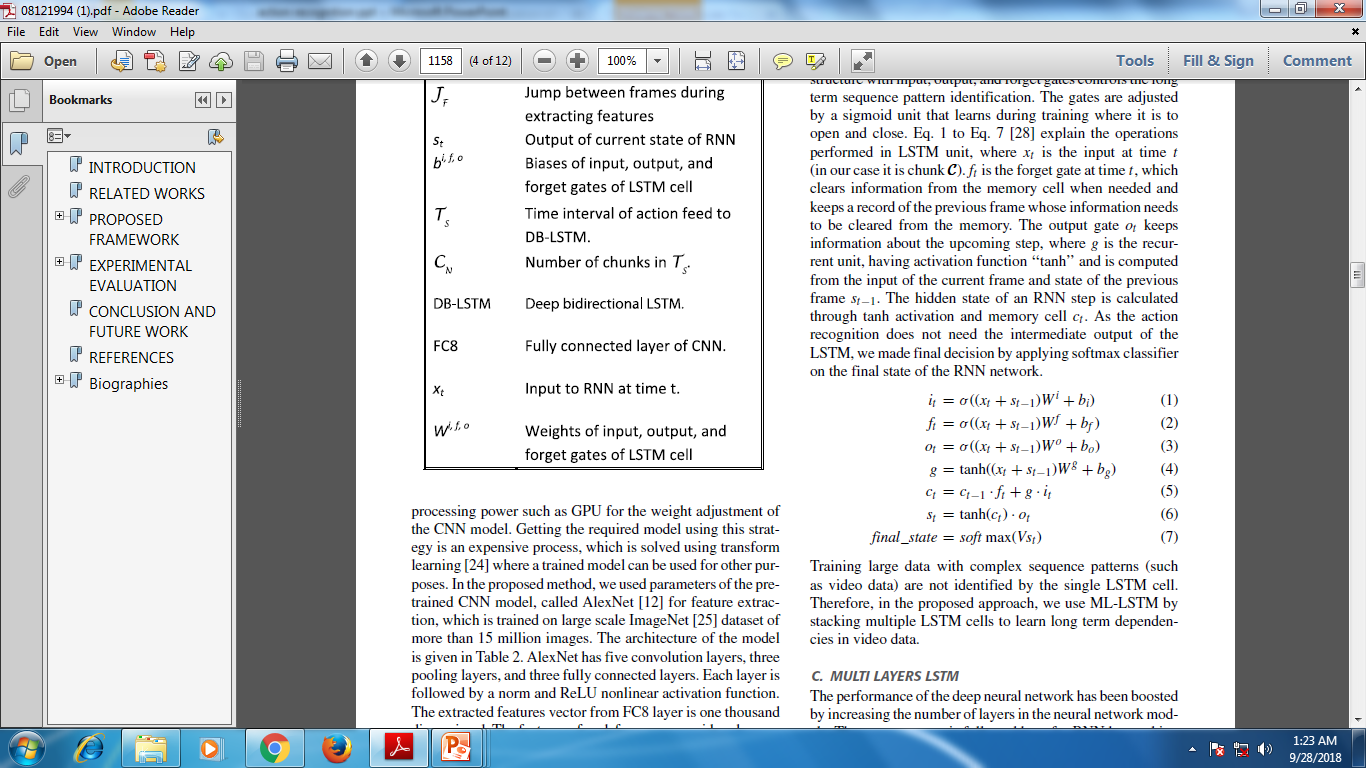 08121994 (1).pdf - Adobe Reader
File Edit View Window Help
Open
1158 (4 of 12)
100%
Tools Fill & Sign Comment
Bookmarks
INTRODUCTION
RELATED WORKS
PROPOSED
FRAMEWORK
EXPERIMENTAL
EVALUATION
CONCLUSION AND
FUTURE WORK
REFERENCES
Biographies
J_F Jump between frames during
extracting features
s_t Output of current state of RNN
b^{i, f, o} Biases of input, output, and
forget gates of LSTM cell
T_S Time interval of action feed to
DB-LSTM.
C_N Number of chunks in T_S.
DB-LSTM Deep bidirectional LSTM.
FC8 Fully connected layer of CNN.
x_t Input to RNN at time t.
W^{i, f, o} Weights of input, output, and
forget gates of LSTM cell
processing power such as GPU for the weight adjustment of
the CNN model. Getting the required model using this strat-
egy is an expensive process, which is solved using transform
learning [24] where a trained model can be used for other pur-
poses. In the proposed method, we used parameters of the pre-
trained CNN model, called AlexNet [12] for feature extrac-
tion, which is trained on large scale ImageNet [25] dataset of
more than 15 million images. The architecture of the model
is given in Table 2. AlexNet has five convolution layers, three
pooling layers, and three fully connected layers. Each layer is
followed by a norm and ReLU nonlinear activation function.
The extracted features vector from FC8 layer is one thousand
structure with input, output, and forget gates controls the long
term sequence pattern identification. The gates are adjusted
by a sigmoid unit that learns during training where it is to
open and close. Eq. 1 to Eq. 7 [28] explain the operations
performed in LSTM unit, where x_t is the input at time t
(in our case it is chunk C). f_t is the forget gate at time t, which
clears information from the memory cell when needed and
keeps a record of the previous frame whose information needs
to be cleared from the memory. The output gate o_t keeps
information about the upcoming step, where g is the recur-
rent unit, having activation function “tanh” and is computed
from the input of the current frame and state of the previous
frame s_{t−1}. The hidden state of an RNN step is calculated
through tanh activation and memory cell c_t. As the action
recognition does not need the intermediate output of the
LSTM, we made final decision by applying softmax classifier
on the final state of the RNN network.
i_t = σ((x_t + s_{t−1})W^i + b_i) (1)
f_t = σ((x_t + s_{t−1})W^f + b_f) (2)
o_t = σ((x_t + s_{t−1})W^o + b_o) (3)
g = tanh((x_t + s_{t−1})W^g + b_g) (4)
c_t = c_{t−1} · f_t + g · i_t (5)
s_t = tanh(c_t) · o_t (6)
final_state = soft max(Vs_t) (7)
Training large data with complex sequence patterns (such
as video data) are not identified by the single LSTM cell.
Therefore, in the proposed approach, we use ML-LSTM by
stacking multiple LSTM cells to learn long term dependen-
cies in video data.
C. MULTI LAYERS LSTM
The performance of the deep neural network has been boosted
by increasing the number of layers in the neural network mod-
1:23 AM
9/28/2018